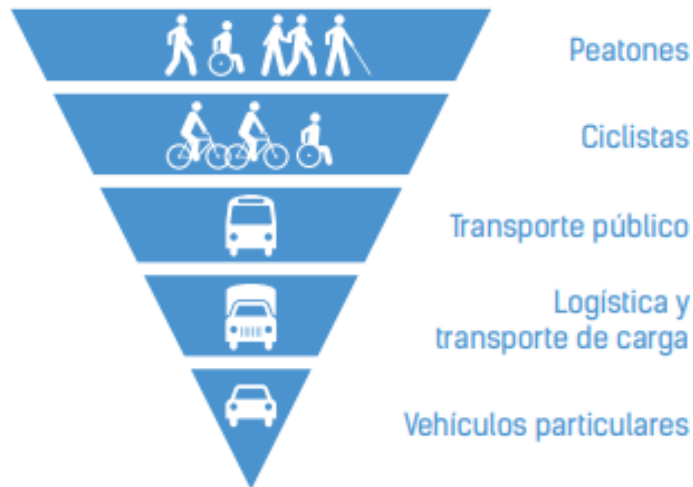 Peatones
Ciclistas
Transporte público
Logística y
transporte de carga
Vehículos particulares